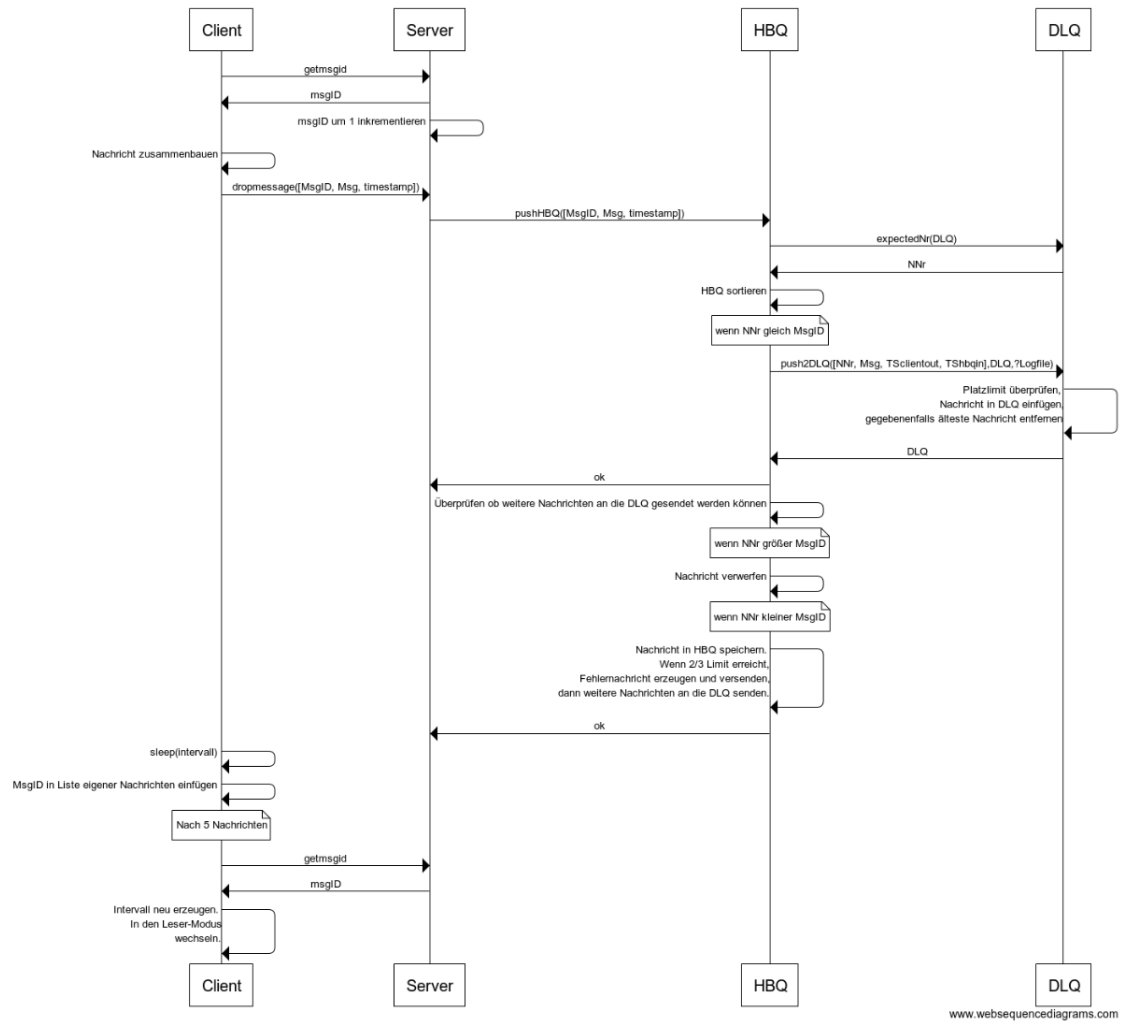 Client
Server
HBQ
DLQ
getmsgid
msgID
msgID um 1 inkrementieren
Nachricht zusammenbauen
dropmessage([MsgID, Msg, timestamp])
pushHBQ([MsgID, Msg, timestamp])
expectedNr(DLQ)
NNr
HBQ sortieren
wenn NNr gleich MsgID
push2DLQ([NNr, Msg, TSclientout, TShbqin],DLQ,?Logfile)
Platzlimit überprüfen,
Nachricht in DLQ einfügen,
gegebenenfalls älteste Nachricht entfernen
DLQ
ok
Überprüfen ob weitere Nachrichten an die DLQ gesendet werden können
wenn NNr größer MsgID
Nachricht verwerfen
wenn NNr kleiner MsgID
Nachricht in HBQ speichern.
Wenn 2/3 Limit erreicht,
Fehlernachricht erzeugen und versenden,
dann weitere Nachrichten an die DLQ senden.
ok
sleep(intervall)
MsgID in Liste eigener Nachrichten einfügen
Nach 5 Nachrichten
getmsgid
msgID
Intervall neu erzeugen.
In den Leser-Modus
wechseln.
Client
Server
HBQ
DLQ
www.websequencediagrams.com